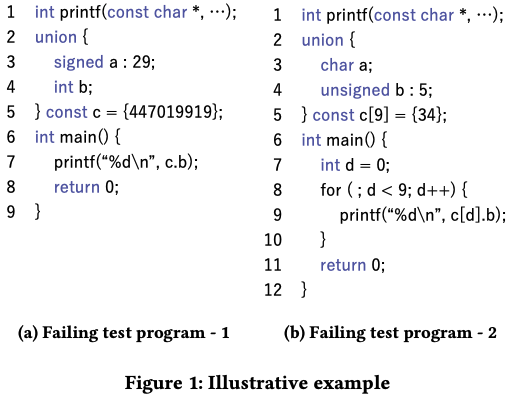 1 int printf(const char *, ⋯);
2 union {
3 signed a : 29;
4 int b;
5 } const c = {447019919};
6 int main() {
7 printf(“%d\n”, c.b);
8 return 0;
9 }
(a) Failing test program - 1
1 int printf(const char *, ⋯);
2 union {
3 char a;
4 unsigned b : 5;
5 } const c[9] = {34};
6 int main() {
7 int d = 0;
8 for ( ; d < 9; d++) {
9 printf(“%d\n”, c[d].b);
10 }
11 return 0;
12 }
(b) Failing test program - 2
Figure 1: Illustrative example